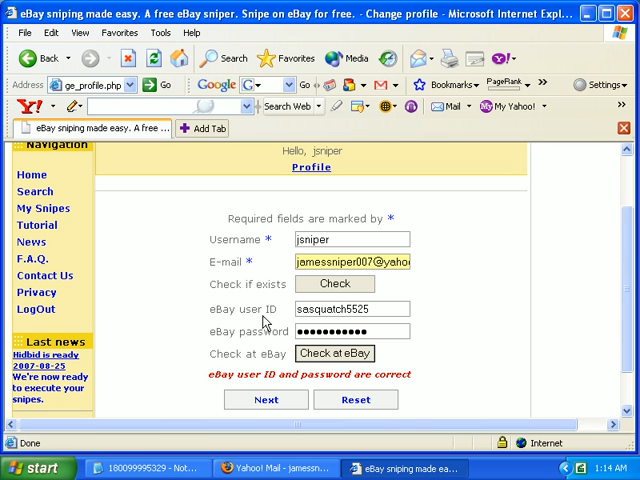 eBay sniping made easy. A free eBay sniper. Snipe on eBay for free. - Change profile - Microsoft Internet Expl...
File Edit View Favorites Tools Help
Back Search Favorites Media
Address ge_profile.php Go Google G Bookmarks PageRank Settings
Y! Search Web Mail My Yahoo!
eBay sniping made easy. A free ... Add Tab
Navigation
Home
Search
My Snipes
Tutorial
News
F.A.Q.
Contact Us
Privacy
LogOut
Last news
Hidbid is ready
2007-08-25
We're now ready
to execute your
snipes.
Hello, jsniper
Profile
Required fields are marked by *
Username * jsniper
E-mail * jamessniper007@yahoo
Check if exists Check
eBay user ID sasquatch5525
eBay password •••••••••••
Check at eBay Check at eBay
eBay user ID and password are correct
Next Reset
Done Internet
start 180099995329 - Not... Yahoo! Mail - jamessn... eBay sniping made ea... 1:14 AM